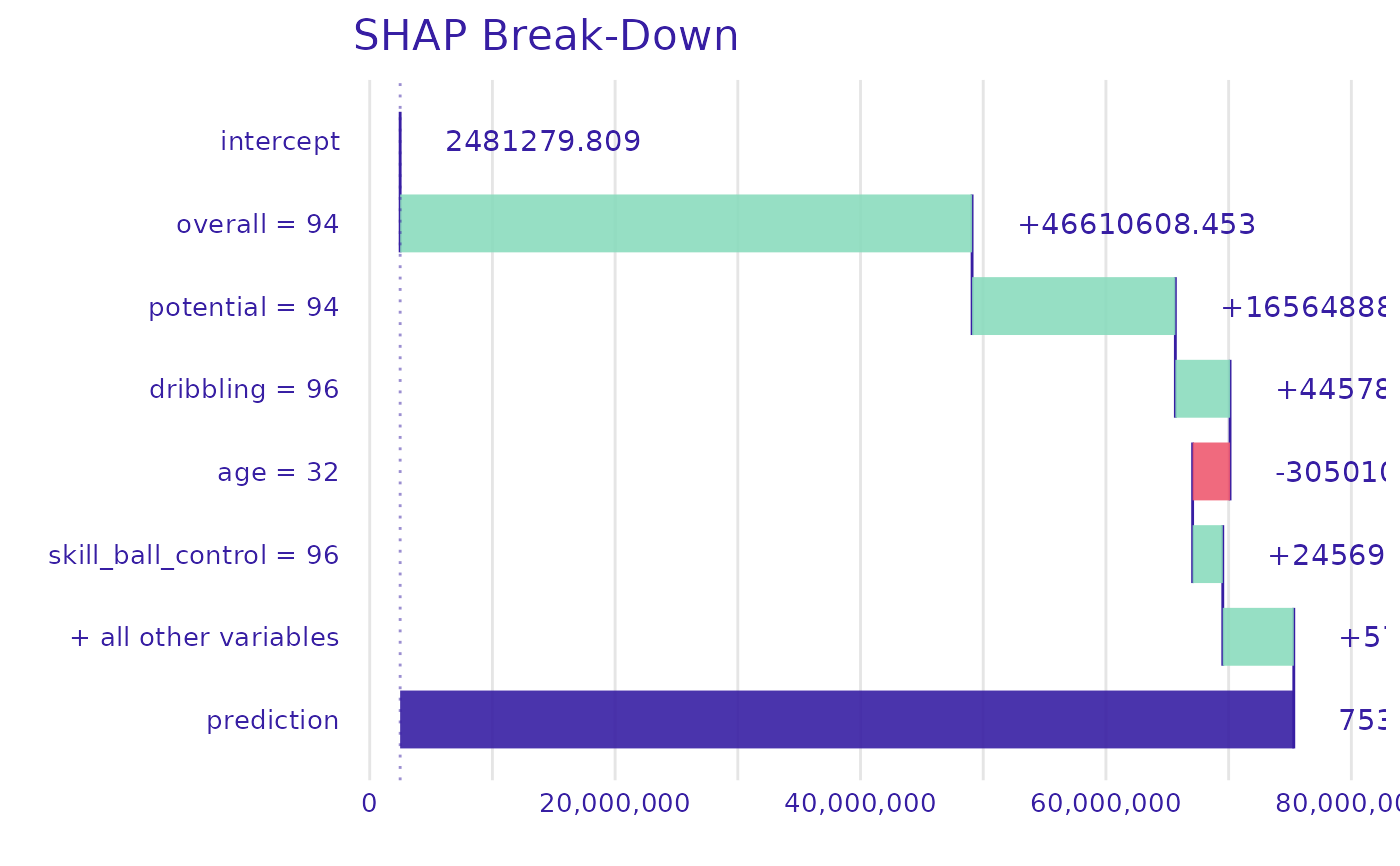 SHAP Break-Down
intercept
2481279.809
overall = 94
+46610608.453
potential = 94
+16564888
dribbling = 96
+44578
age = 32
-305010
skill_ball_control = 96
+24569
+ all other variables
+57
prediction
753
0
20,000,000
40,000,000
60,000,000
80,000,0